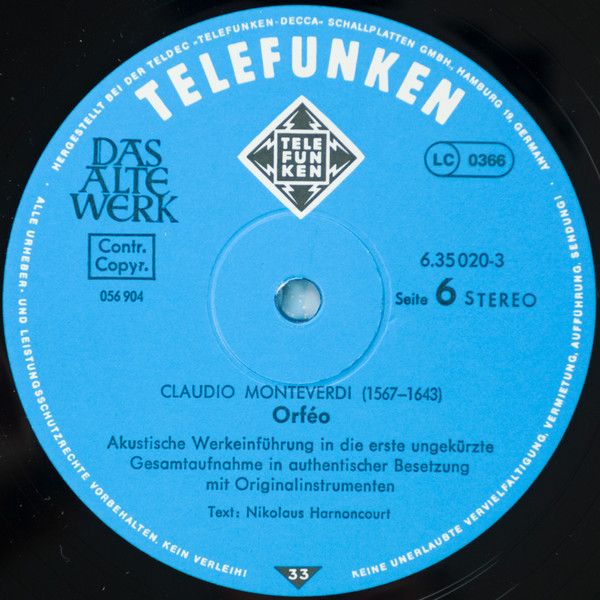 HERGESTELLT BEI DER TELDEC »TELEFUNKEN-DECCA« SCHALLPLATTEN GMBH., HAMBURG 19, GERMANY · ALLE URHEBER- UND LEISTUNGSSCHUTZRECHTE VORBEHALTEN. KEIN VERLEIH! KEINE UNERLAUBTE VERVIELFALTIGUNG, VERMIETUNG, AUFFÜHRUNG, SENDUNG! ·
TELEFUNKEN
TELE
FUN
KEN
LC 0366
DAS
ALTE
WERK
Contr.
Copyr.
056 904
6.35 020-3
Seite 6 STEREO
CLAUDIO MONTEVERDI (1567–1643)
Orféo
Akustische Werkeinführung in die erste ungekürzte
Gesamtaufnahme in authentischer Besetzung
mit Originalinstrumenten
Text: Nikolaus Harnoncourt
33